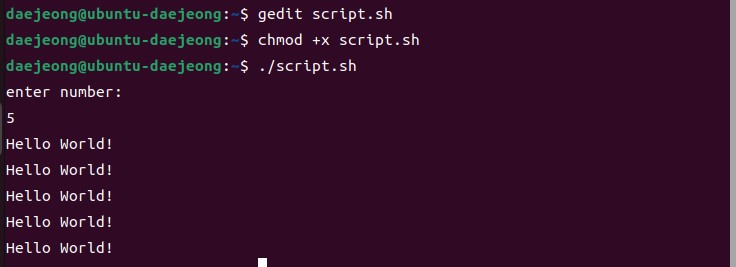 daejeong@ubuntu-daejeong:~$ gedit script.sh
daejeong@ubuntu-daejeong:~$ chmod +x script.sh
daejeong@ubuntu-daejeong:~$ ./script.sh
enter number:
5
Hello World!
Hello World!
Hello World!
Hello World!
Hello World!